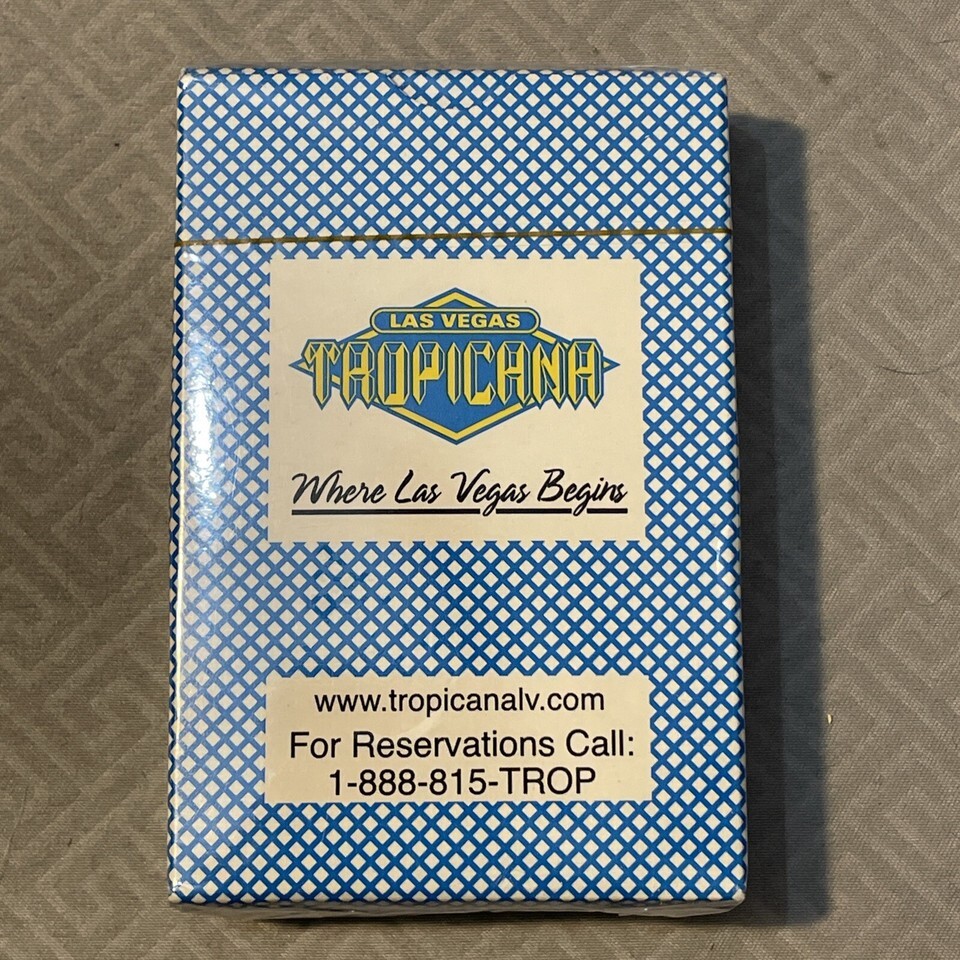 LAS VEGAS
TROPICANA
Where Las Vegas Begins
www.tropicanalv.com
For Reservations Call:
1-888-815-TROP